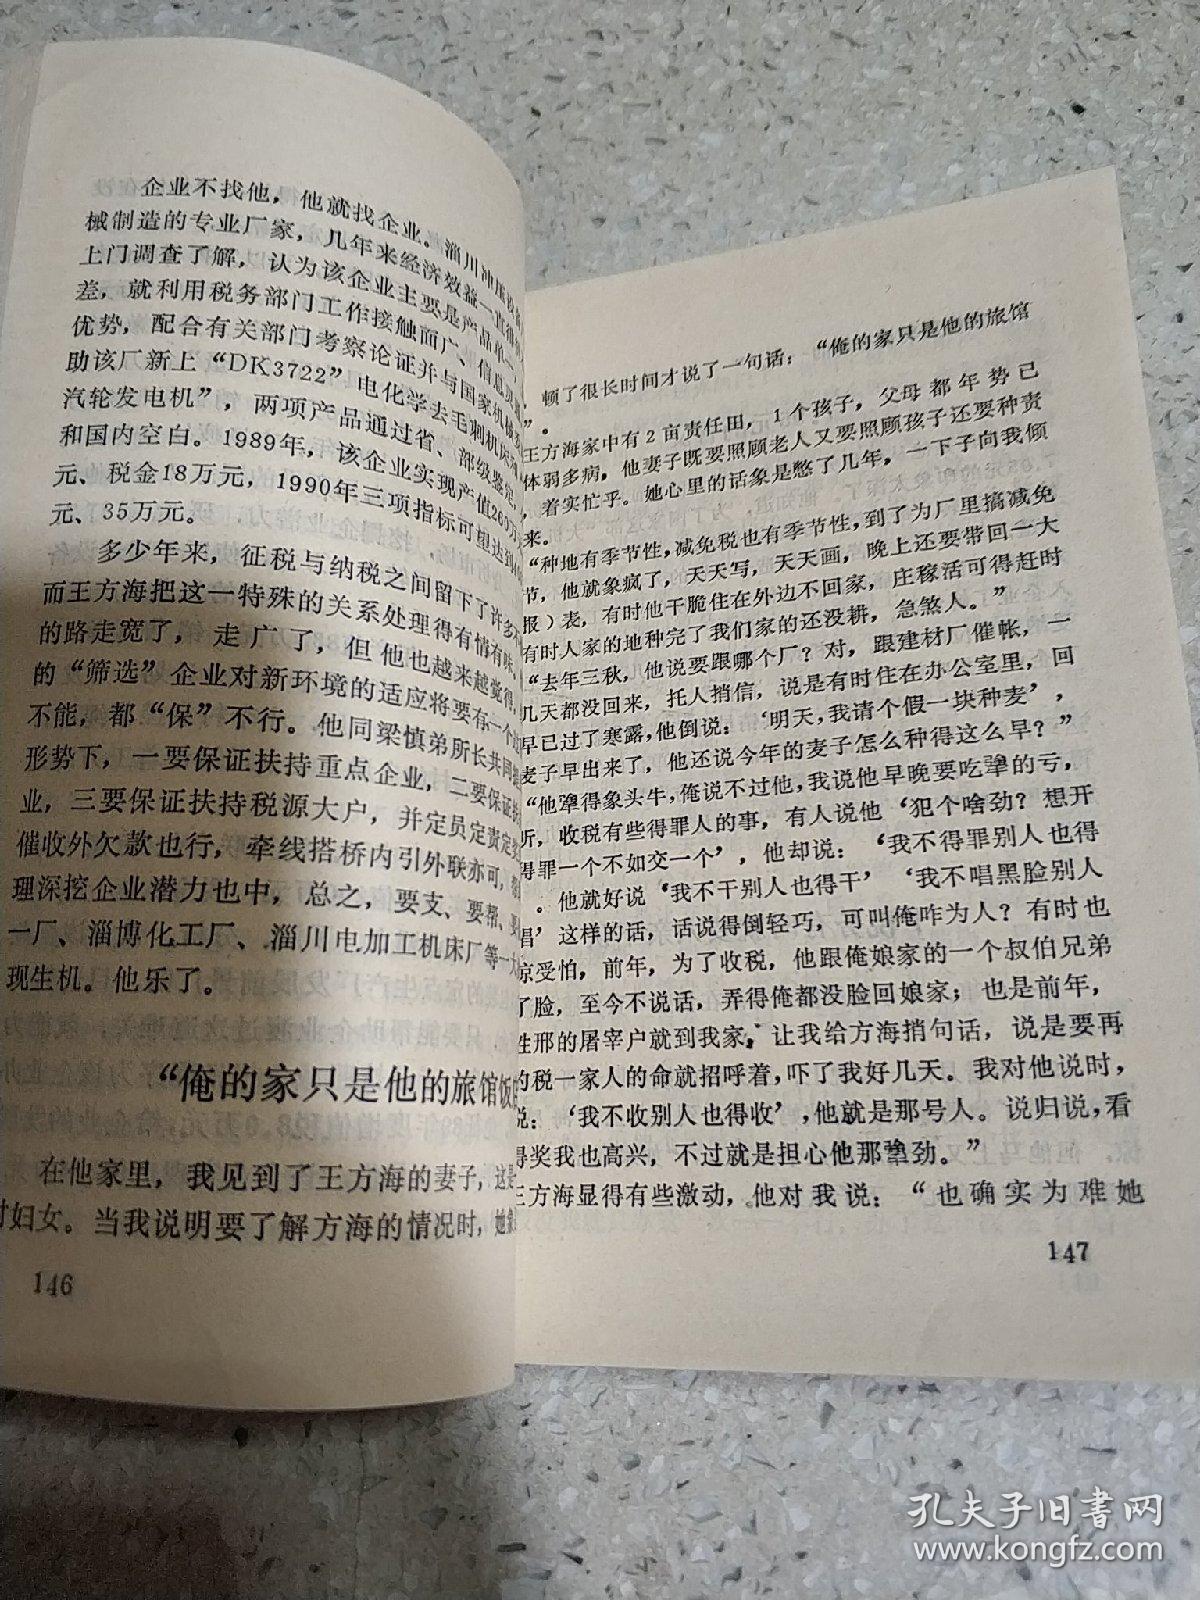 企业不找他，他就找企业。淄川冲压机
械制造的专业厂家，几年来经济效益一直徘
上门调查了解，认为该企业主要是产品单一
差，就利用税务部门工作接触面广、信息灵
优势，配合有关部门考察论证并与国家机械
助该厂新上“DK3722”电化学去毛刺机床
汽轮发电机”，两项产品通过省、部级鉴定，
和国内空白。1989年，该企业实现产值260万
元、税金18万元，1990年三项指标可望达到
元、35万元。
多少年来，征税与纳税之间留下了许多
而王方海把这一特殊的关系处理得有情有味，
的路走宽了，走广了，但他也越来越觉得，
的“筛选”企业对新环境的适应将要有一个
不能，都“保”不行。他同梁慎弟所长共同
形势下，一要保证扶持重点企业，二要保证扶
业，三要保证扶持税源大户，并定员定责定
催收外欠款也行，牵线搭桥内引外联亦可，
理深挖企业潜力也中，总之，要支、要帮、要
一厂、淄博化工厂、淄川电加工机床厂等一大
现生机。他乐了。
“俺的家只是他的旅馆饭
在他家里，我见到了王方海的妻子，这是
村妇女。当我说明要了解方海的情况时，她
146
顿了很长时间才说了一句话：“俺的家只是他的旅馆
”。
王方海家中有2亩责任田，1个孩子，父母都年势已
体弱多病，他妻子既要照顾老人又要照顾孩子还要种责
，着实忙乎。她心里的话象是憋了几年，一下子向我倾
来。
“种地有季节性，减免税也有季节性，到了为厂里搞减免
节，他就象疯了，天天写，天天画，晚上还要带回一大
报）表，有时他干脆住在外边不回家，庄稼活可得赶时
有时人家的地种完了我们家的还没耕，急煞人。”
“去年三秋，他说要跟哪个厂？对，跟建材厂催帐，一
几天都没回来，托人捎信，说是有时住在办公室里，回
早已过了寒露，他倒说：‘明天，我请个假一块种麦’，
麦子早出来了，他还说今年的麦子怎么种得这么早？”
“他犟得象头牛，俺说不过他，我说他早晚要吃犟的亏，
听，收税有些得罪人的事，有人说他‘犯个啥劲？想开
得罪一个不如交一个’，他却说：‘我不得罪别人也得
。他就好说‘我不干别人也得干’‘我不唱黑脸别人
唱’这样的话，话说得倒轻巧，可叫俺咋为人？有时也
惊受怕，前年，为了收税，他跟俺娘家的一个叔伯兄弟
了脸，至今不说话，弄得俺都没脸回娘家；也是前年，
姓邢的屠宰户就到我家，让我给方海捎句话，说是要再
的税一家人的命就招呼着，吓了我好几天。我对他说时，
说：‘我不收别人也得收’，他就是那号人。说归说，看
得奖我也高兴，不过就是担心他那犟劲。”
王方海显得有些激动，他对我说：“也确实为难她
147
孔夫子旧书网
www.kongfz.com